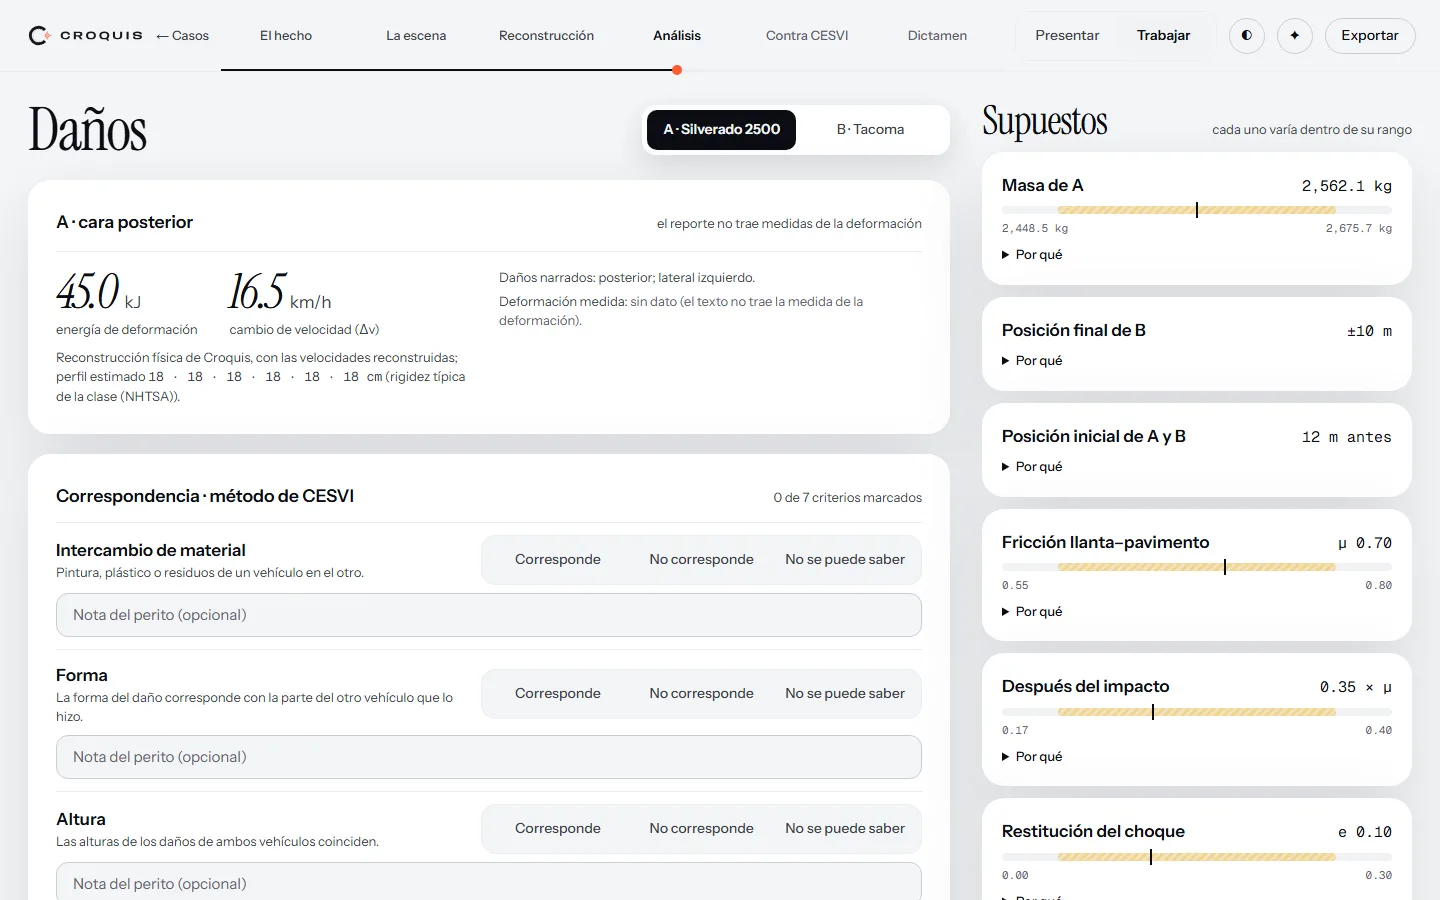 CROQUIS
← Casos
El hecho
La escena
Reconstrucción
Análisis
Contra CESVI
Dictamen
Presentar
Trabajar
Exportar
Daños
A · Silverado 2500
B · Tacoma
A · cara posterior
el reporte no trae medidas de la deformación
45.0 kJ
energía de deformación
16.5 km/h
cambio de velocidad (Δv)
Reconstrucción física de Croquis, con las velocidades reconstruidas;
perfil estimado 18 · 18 · 18 · 18 · 18 · 18 cm (rigidez típica
de la clase (NHTSA)).
Daños narrados: posterior; lateral izquierdo.
Deformación medida: sin dato (el texto no trae la medida de la
deformación).
Correspondencia · método de CESVI
0 de 7 criterios marcados
Intercambio de material
Pintura, plástico o residuos de un vehículo en el otro.
Corresponde
No corresponde
No se puede saber
Nota del perito (opcional)
Forma
La forma del daño corresponde con la parte del otro vehículo que lo
hizo.
Corresponde
No corresponde
No se puede saber
Nota del perito (opcional)
Altura
Las alturas de los daños de ambos vehículos coinciden.
Corresponde
No corresponde
No se puede saber
Nota del perito (opcional)
Supuestos
cada uno varía dentro de su rango
Masa de A
2,562.1 kg
2,448.5 kg
2,675.7 kg
▶ Por qué
Posición final de B
±10 m
▶ Por qué
Posición inicial de A y B
12 m antes
▶ Por qué
Fricción llanta–pavimento
μ 0.70
0.55
0.80
▶ Por qué
Después del impacto
0.35 × μ
0.17
0.40
▶ Por qué
Restitución del choque
e 0.10
0.00
0.30